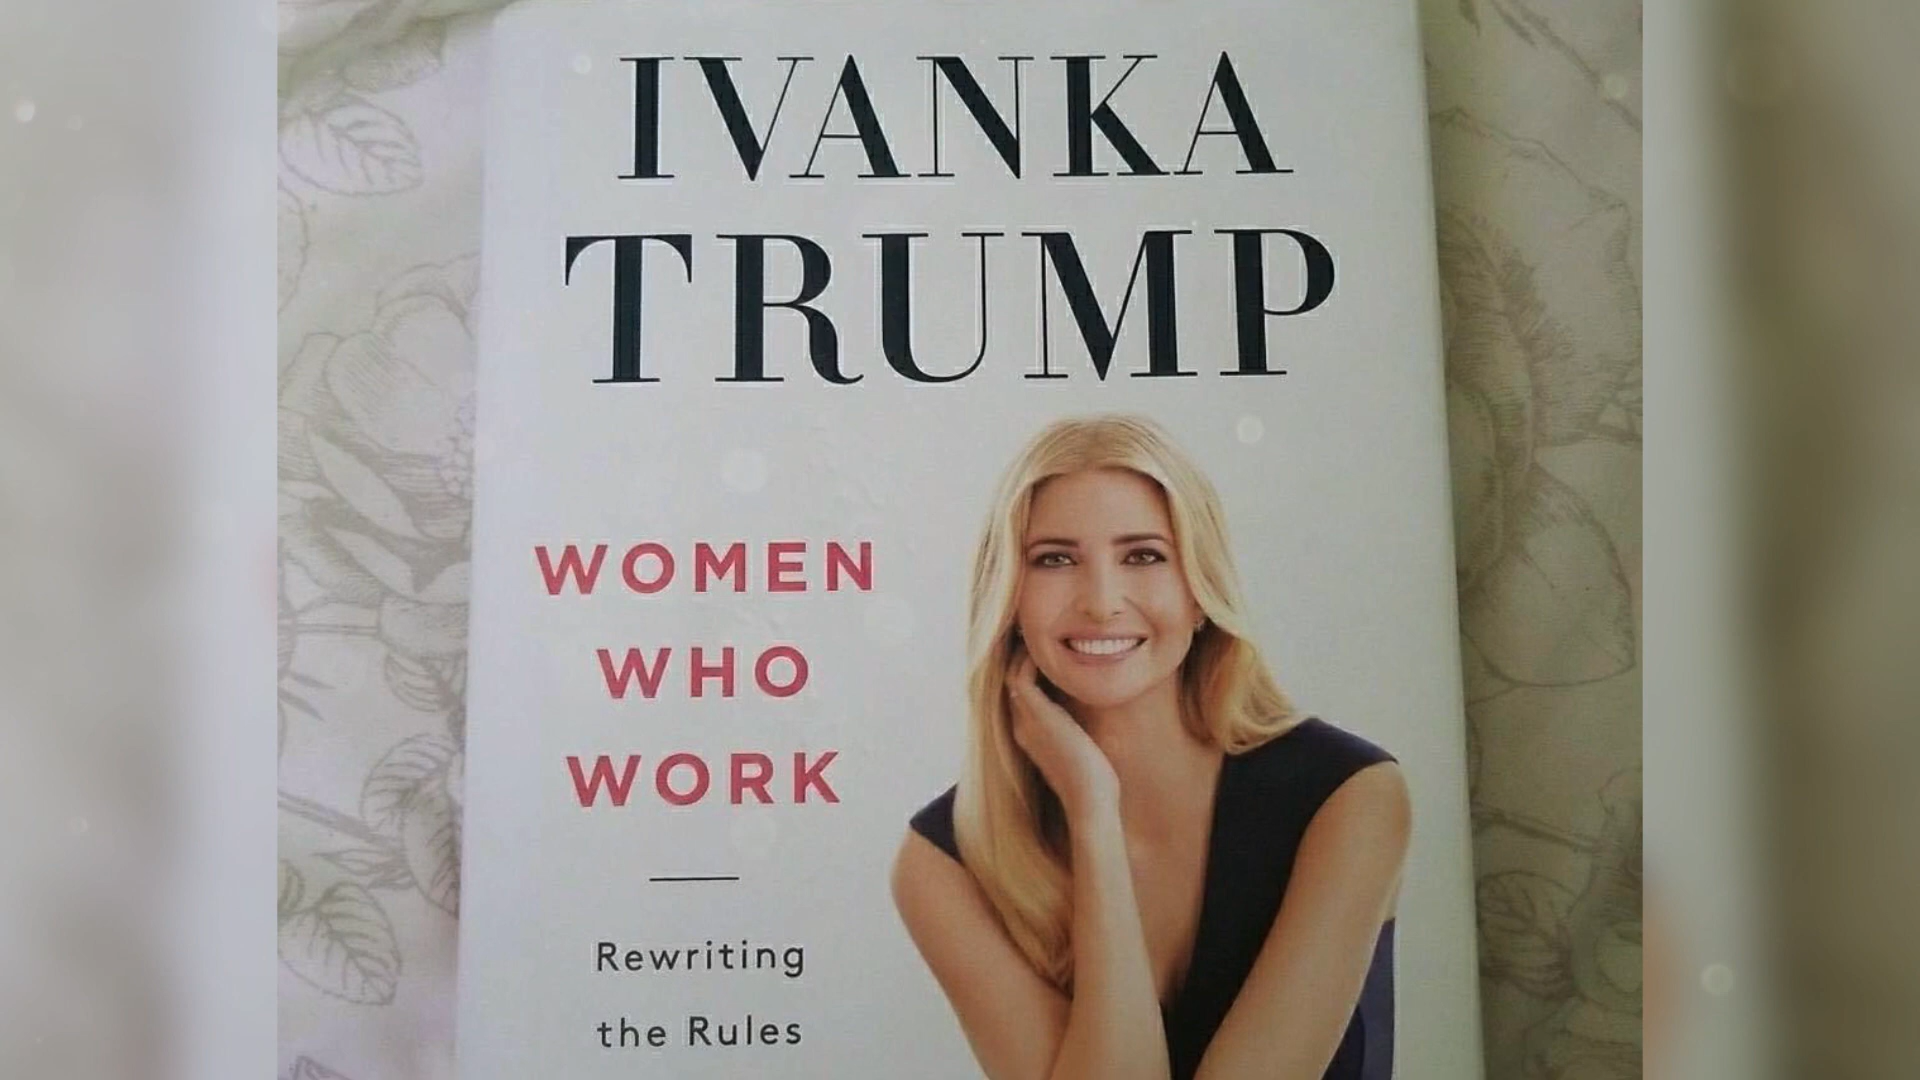 IVANKA
TRUMP
WOMEN
WHO
WORK
Rewriting
the Rules